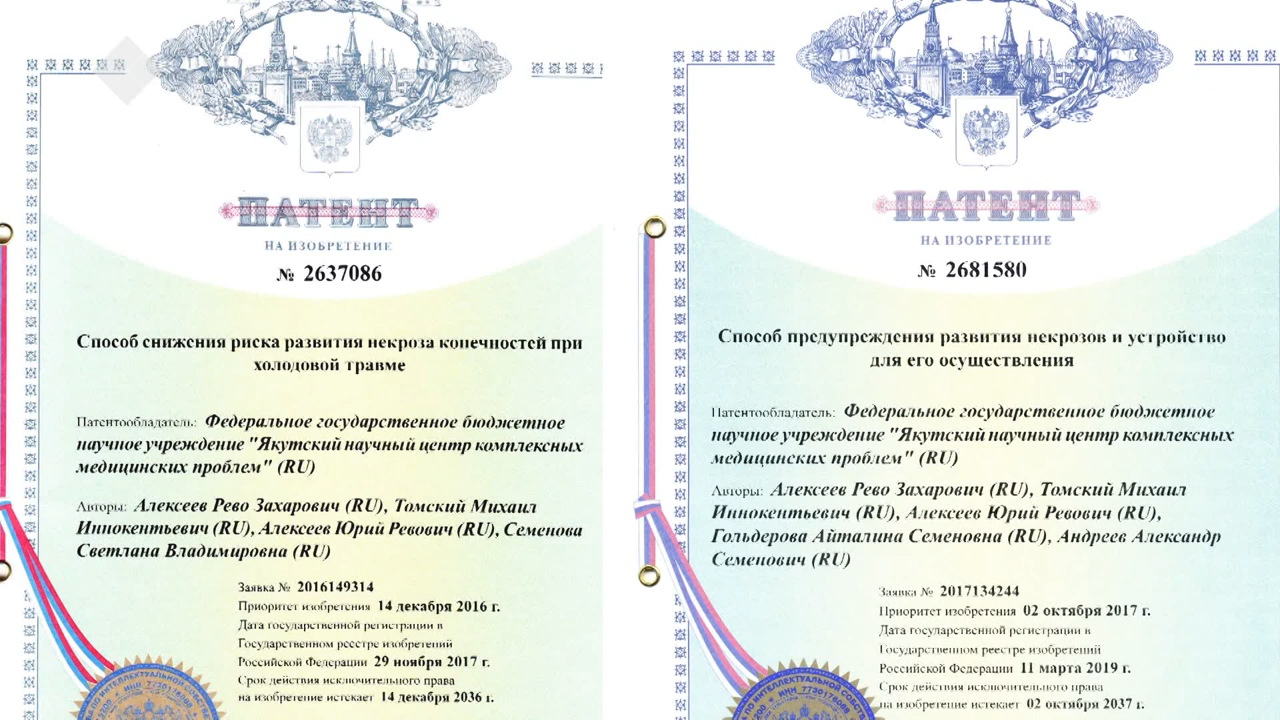 ПАТЕНТ
НА ИЗОБРЕТЕНИЕ
№ 2637086
Способ снижения риска развития некроза конечностей при
холодовой травме
Патентообладатель: Федеральное государственное бюджетное
научное учреждение "Якутский научный центр комплексных
медицинских проблем" (RU)
Авторы: Алексеев Рево Захарович (RU), Томский Михаил
Иннокентьевич (RU), Алексеев Юрий Ревович (RU), Семенова
Светлана Владимировна (RU)
Заявка № 2016149314
Приоритет изобретения 14 декабря 2016 г.
Дата государственной регистрации в
Государственном реестре изобретений
Российской Федерации 29 ноября 2017 г.
Срок действия исключительного права
на изобретение истекает 14 декабря 2036 г.
ПАТЕНТ
НА ИЗОБРЕТЕНИЕ
№ 2681580
Способ предупреждения развития некрозов и устройство
для его осуществления
Патентообладатель: Федеральное государственное бюджетное
научное учреждение "Якутский научный центр комплексных
медицинских проблем" (RU)
Авторы: Алексеев Рево Захарович (RU), Томский Михаил
Иннокентьевич (RU), Алексеев Юрий Ревович (RU),
Гольдерова Айталина Семеновна (RU), Андреев Александр
Семенович (RU)
Заявка № 2017134244
Приоритет изобретения 02 октября 2017 г.
Дата государственной регистрации в
Государственном реестре изобретений
Российской Федерации 11 марта 2019 г.
Срок действия исключительного права
на изобретение истекает 02 октября 2037 г.
ПО ИНТЕЛЛЕКТУАЛЬНОЙ
ИНН 7730176088